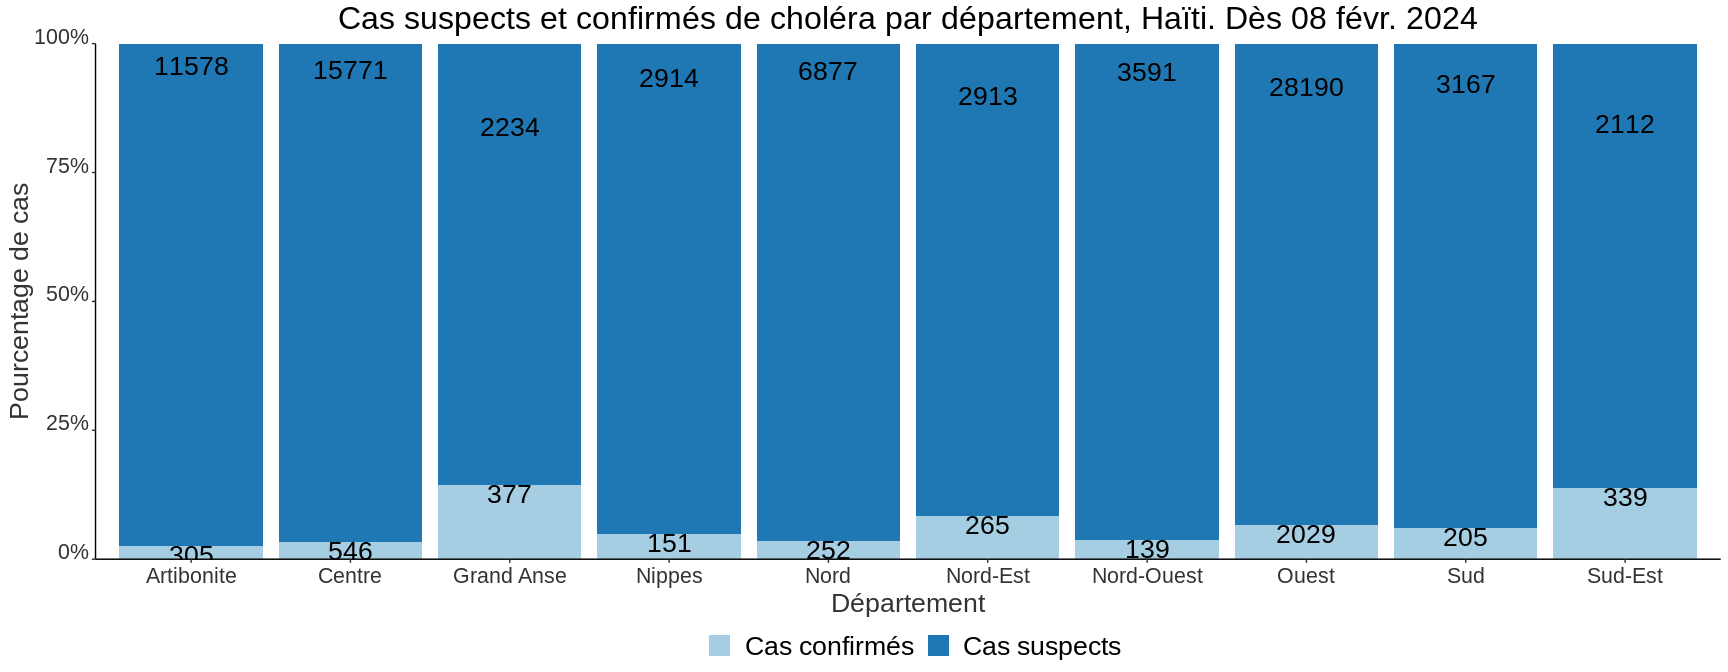 Cas suspects et confirmés de choléra par département, Haïti. Dès 08 févr. 2024
Pourcentage de cas
100%
75%
50%
25%
0%
11578 15771 2234 2914 6877 2913 3591 28190 3167 2112
305 546 377 151 252 265 139 2029 205 339
Artibonite Centre Grand Anse Nippes Nord Nord-Est Nord-Ouest Ouest Sud Sud-Est
Département
Cas confirmés Cas suspects